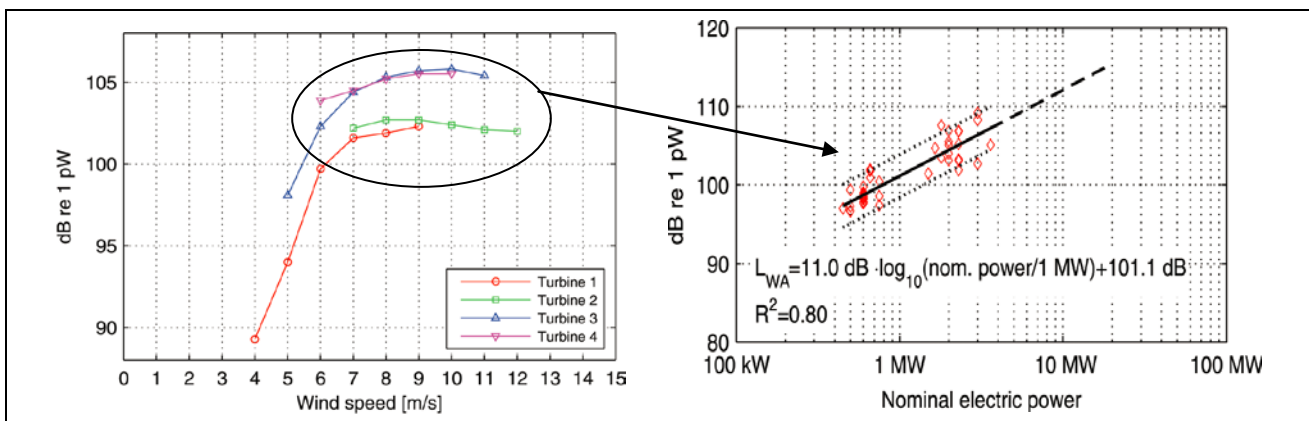 105
100
95
90
dB re 1 pW
Turbine 1
Turbine 2
Turbine 3
Turbine 4
0 1 2 3 4 5 6 7 8 9 10 11 12 13 14 15
Wind speed [m/s]
120
110
100
90
80
dB re 1 pW
L_WA=11.0 dB ·log_10(nom. power/1 MW)+101.1 dB
R^2=0.80
100 kW 1 MW 10 MW 100 MW
Nominal electric power